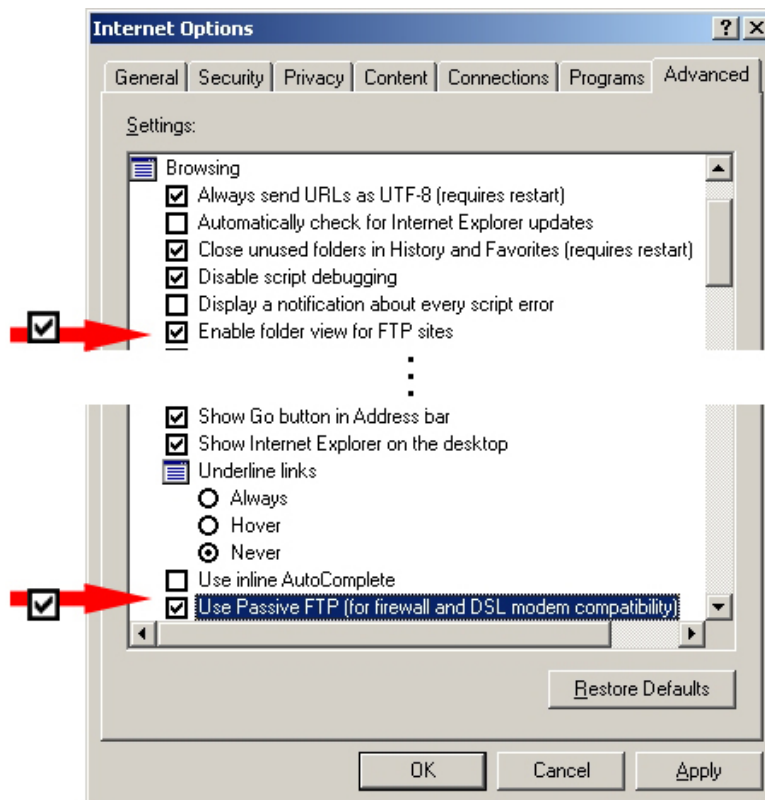 Internet Options
General Security Privacy Content Connections Programs Advanced
Settings:
Browsing
Always send URLs as UTF-8 (requires restart)
Automatically check for Internet Explorer updates
Close unused folders in History and Favorites (requires restart)
Disable script debugging
Display a notification about every script error
Enable folder view for FTP sites
Show Go button in Address bar
Show Internet Explorer on the desktop
Underline links
Always
Hover
Never
Use inline AutoComplete
Use Passive FTP (for firewall and DSL modem compatibility)
Restore Defaults
OK Cancel Apply